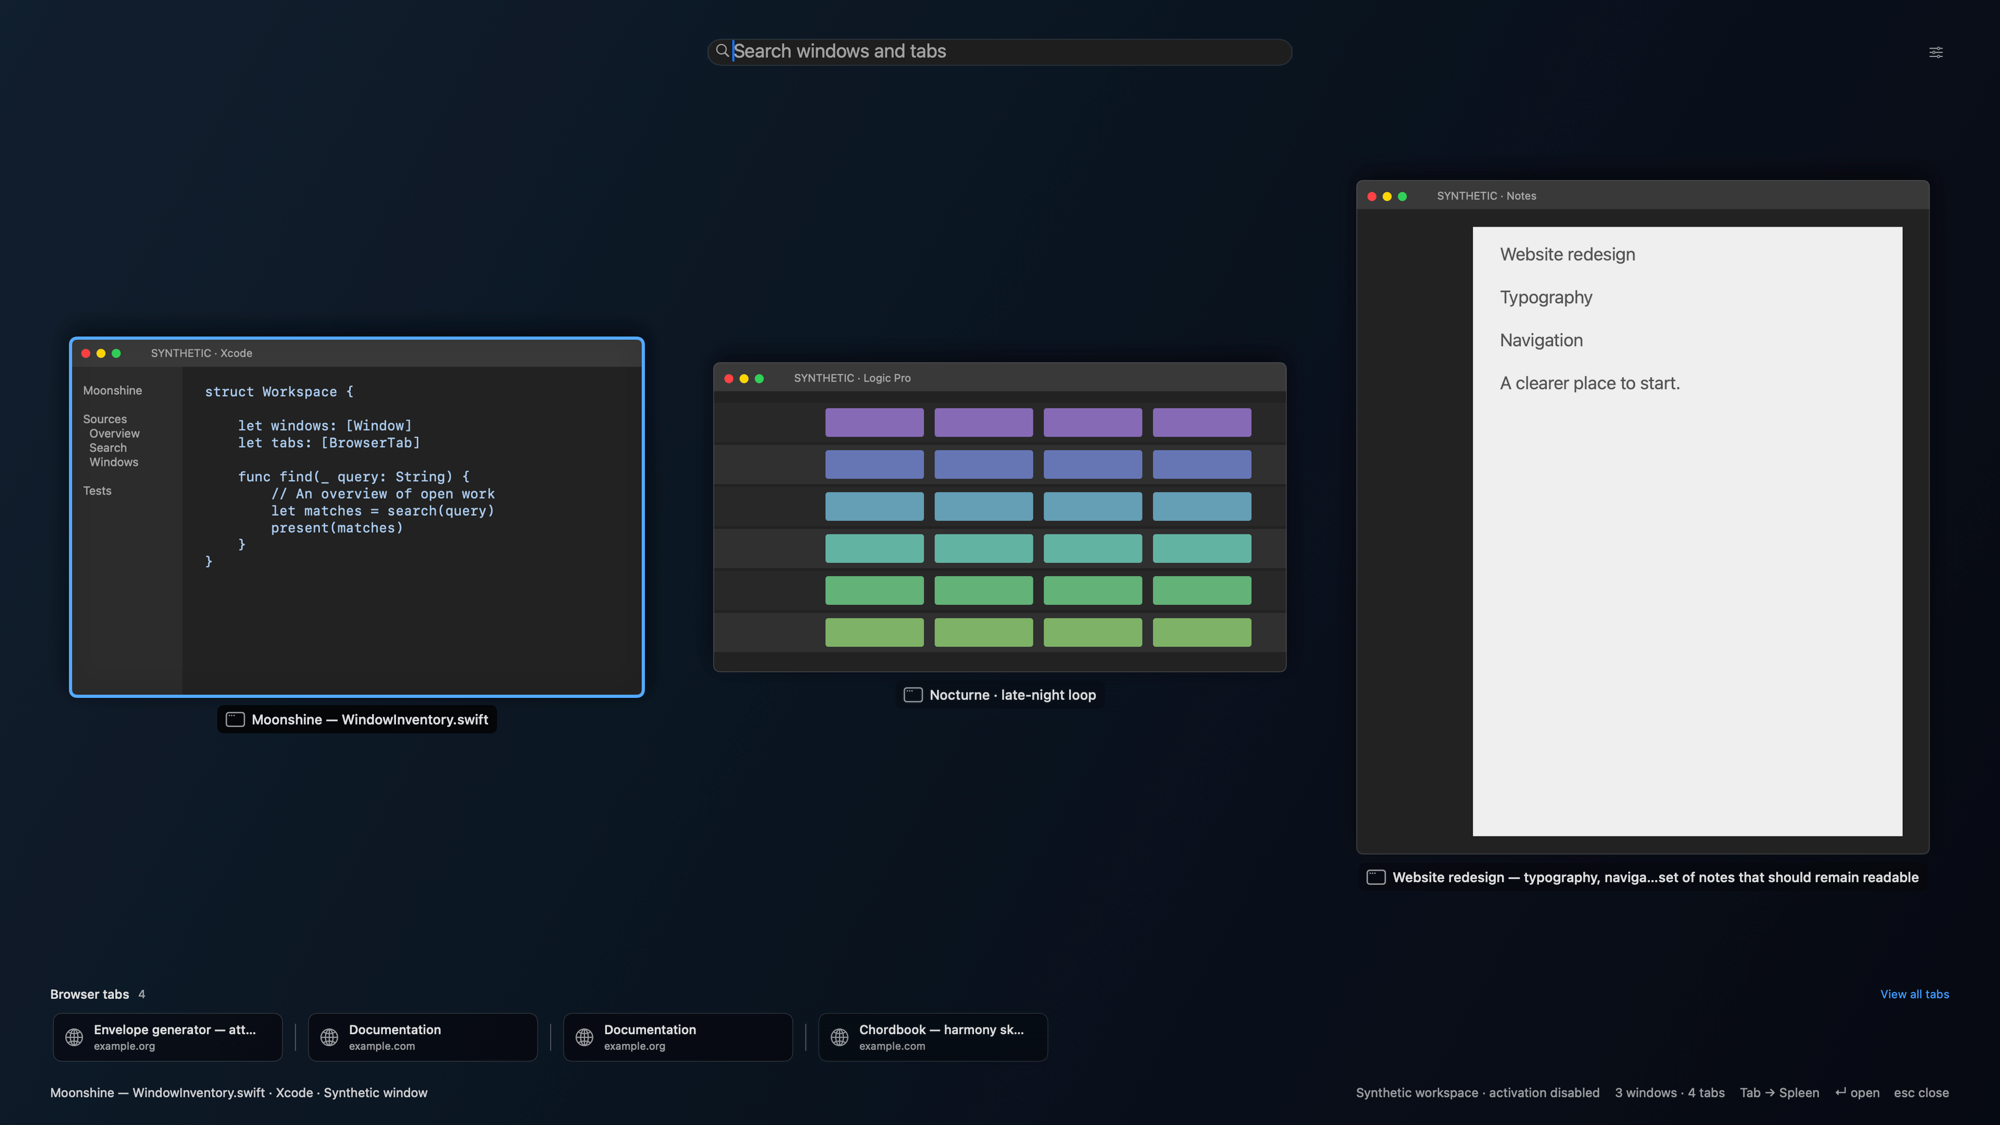 Search windows and tabs
SYNTHETIC · Xcode
Moonshine
Sources
Overview
Search
Windows
Tests
struct Workspace {
let windows: [Window]
let tabs: [BrowserTab]
func find(_ query: String) {
// An overview of open work
let matches = search(query)
present(matches)
}
}
Moonshine — WindowInventory.swift
SYNTHETIC · Logic Pro
Nocturne · late-night loop
SYNTHETIC · Notes
Website redesign
Typography
Navigation
A clearer place to start.
Website redesign — typography, naviga...set of notes that should remain readable
Browser tabs 4
View all tabs
Envelope generator — att...
example.org
Documentation
example.com
Documentation
example.org
Chordbook — harmony sk...
example.com
Moonshine — WindowInventory.swift · Xcode · Synthetic window
Synthetic workspace · activation disabled 3 windows · 4 tabs Tab → Spleen ↵ open esc close